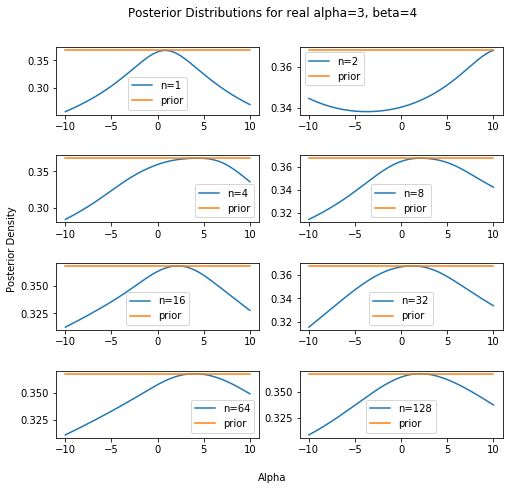 Posterior Distributions for real alpha=3, beta=4
0.35
0.30
n=1
prior
−10 −5 0 5 10
0.36
0.34
n=2
prior
−10 −5 0 5 10
0.35
0.30
n=4
prior
−10 −5 0 5 10
0.36
0.34
0.32
n=8
prior
−10 −5 0 5 10
0.350
0.325
n=16
prior
−10 −5 0 5 10
0.36
0.34
0.32
n=32
prior
−10 −5 0 5 10
0.350
0.325
n=64
prior
−10 −5 0 5 10
0.350
0.325
n=128
prior
−10 −5 0 5 10
Posterior Density
Alpha